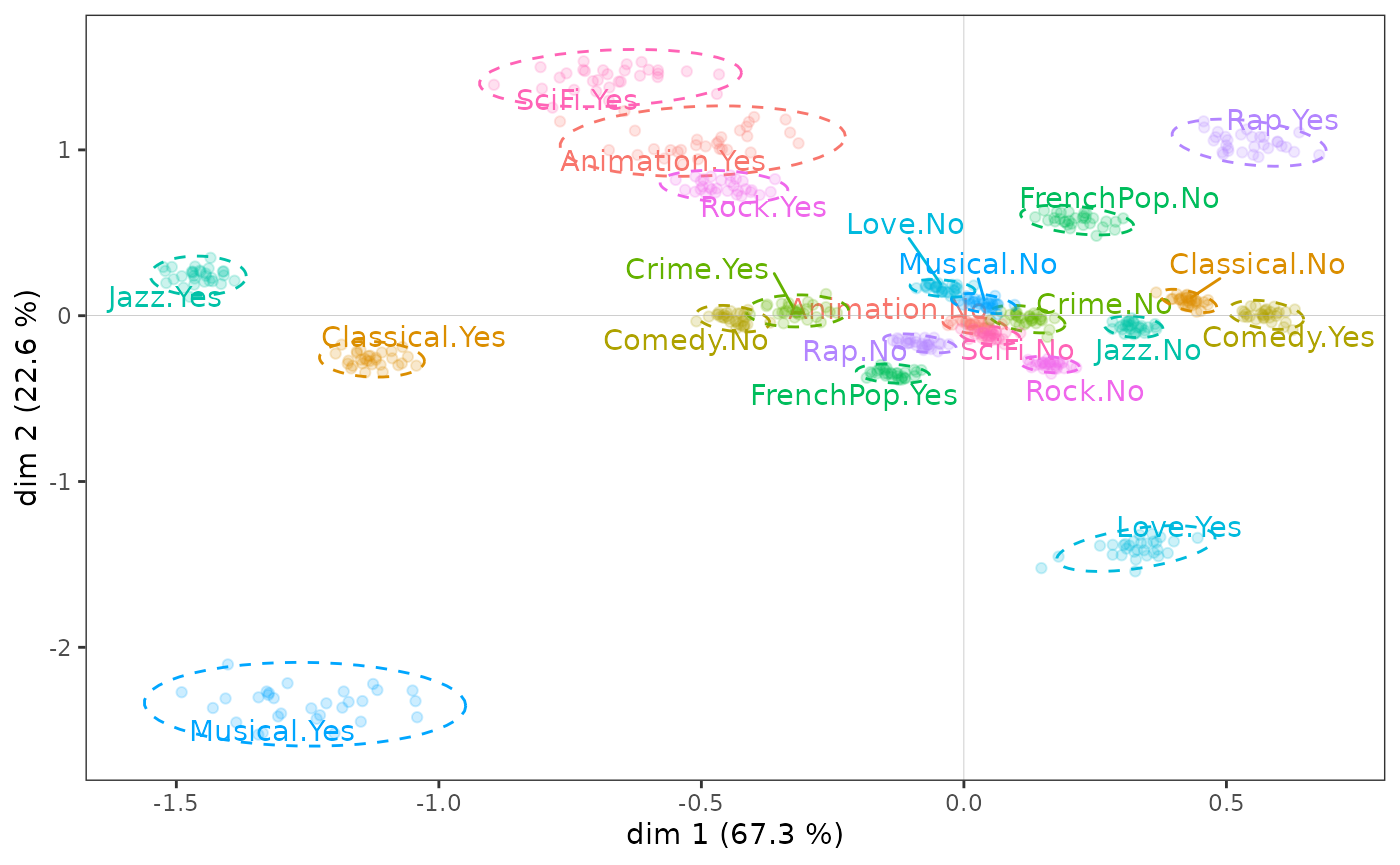 SciFi.Yes
Rap.Yes
1
Animation.Yes
FrenchPop.No
Rock.Yes
Love.No
Musical.No
Classical.No
Crime.Yes
Jazz.Yes
Animation.No
Crime.No
0
Classical.Yes
Comedy.No
Rap.No
SciFi.No
Jazz.No
Comedy.Yes
FrenchPop.Yes
Rock.No
dim 2 (22.6 %)
-1
Love.Yes
-2
Musical.Yes
-1.5
-1.0
-0.5
0.0
0.5
dim 1 (67.3 %)